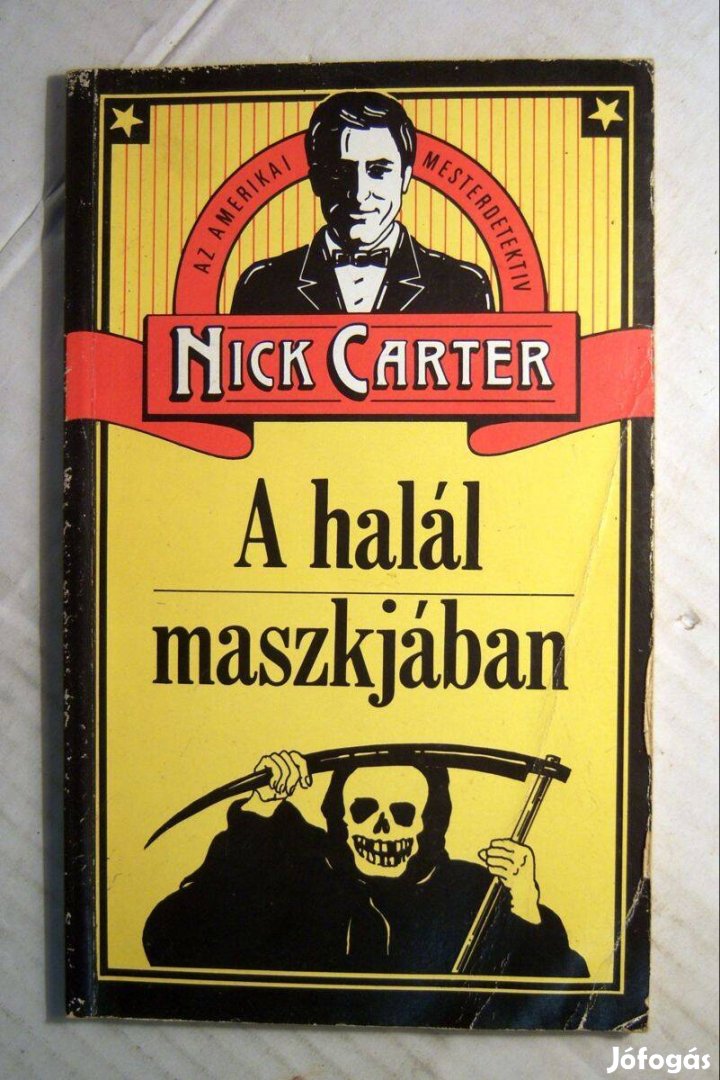 AZ AMERIKAI MESTERDETEKTIV
NICK CARTER
A halál
maszkjában
Jófogás